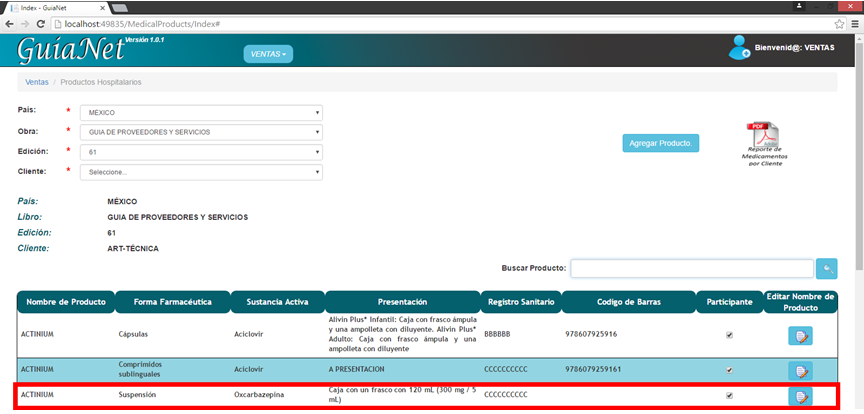 Index - GuiaNet
localhost:49835/MedicalProducts/Index#
GuíaNet Versión 1.0.1
VENTAS
Bienvenid@: VENTAS
Ventas / Productos Hospitalarios
País: * MÉXICO
Obra: * GUIA DE PROVEEDORES Y SERVICIOS
Edición: * 61
Cliente: * Seleccione...
Agregar Producto
PDF
Adobe
Reporte de
Medicamentos
por Cliente
País: MÉXICO
Libro: GUIA DE PROVEEDORES Y SERVICIOS
Edición: 61
Cliente: ART-TÉCNICA
Buscar Producto:
Nombre de Producto Forma Farmacéutica Sustancia Activa Presentación Registro Sanitario Codigo de Barras Participante Editar Nombre de
Producto
ACTINIUM Cápsulas Aciclovir Alivin Plus* Infantil: Caja con frasco ámpula
y una ampolleta con diluyente. Alivin Plus*
Adulto: Caja con frasco ámpula y una
ampolleta con diluyente BBBBBB 9786079225916
ACTINIUM Comprimidos
sublinguales Aciclovir A PRESENTACION CCCCCCCCCC 9786079259161
ACTINIUM Suspensión Oxcarbazepina Caja con un frasco con 120 mL (300 mg / 5
mL) CCCCCCCCCC